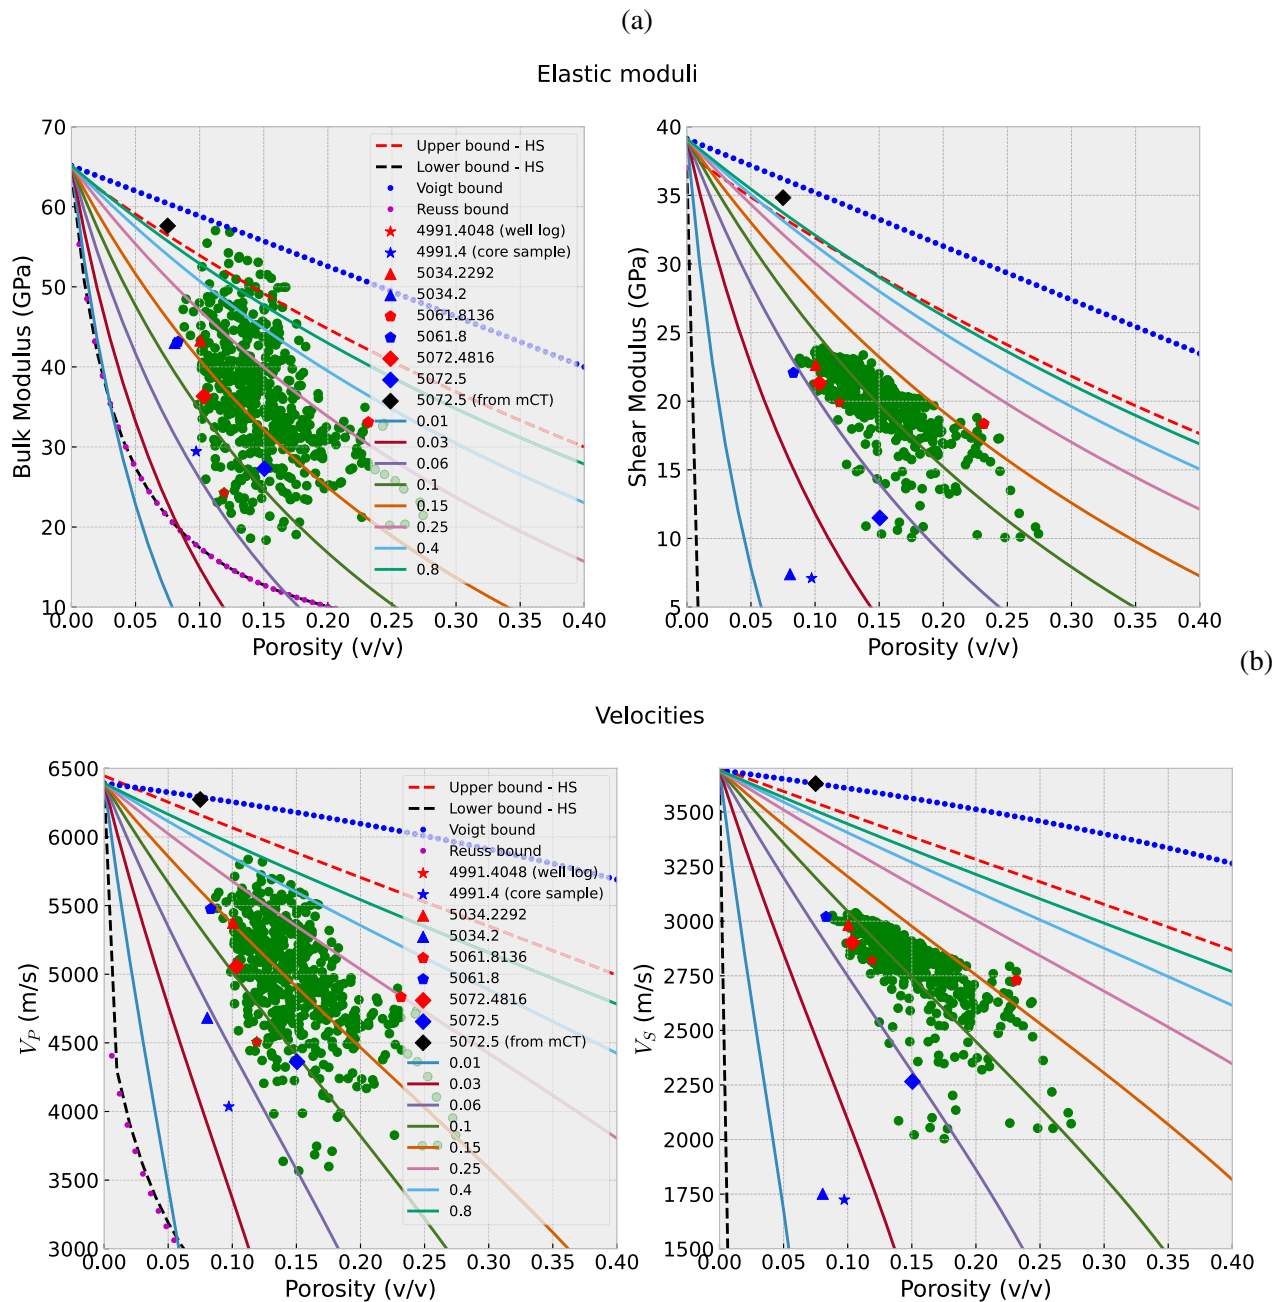 (a)
Elastic moduli
70
60
50
40
30
20
10
Bulk Modulus (GPa)
0.00 0.05 0.10 0.15 0.20 0.25 0.30 0.35 0.40
Porosity (v/v)
Upper bound - HS
Lower bound - HS
Voigt bound
Reuss bound
4991.4048 (well log)
4991.4 (core sample)
5034.2292
5034.2
5061.8136
5061.8
5072.4816
5072.5
5072.5 (from mCT)
0.01
0.03
0.06
0.1
0.15
0.25
0.4
0.8
40
35
30
25
20
15
10
5
Shear Modulus (GPa)
0.00 0.05 0.10 0.15 0.20 0.25 0.30 0.35 0.40
Porosity (v/v)
(b)
Velocities
6500
6000
5500
5000
4500
4000
3500
3000
V_P (m/s)
0.00 0.05 0.10 0.15 0.20 0.25 0.30 0.35 0.40
Porosity (v/v)
Upper bound - HS
Lower bound - HS
Voigt bound
Reuss bound
4991.4048 (well log)
4991.4 (core sample)
5034.2292
5034.2
5061.8136
5061.8
5072.4816
5072.5
5072.5 (from mCT)
0.01
0.03
0.06
0.1
0.15
0.25
0.4
0.8
3500
3250
3000
2750
2500
2250
2000
1750
1500
V_S (m/s)
0.00 0.05 0.10 0.15 0.20 0.25 0.30 0.35 0.40
Porosity (v/v)